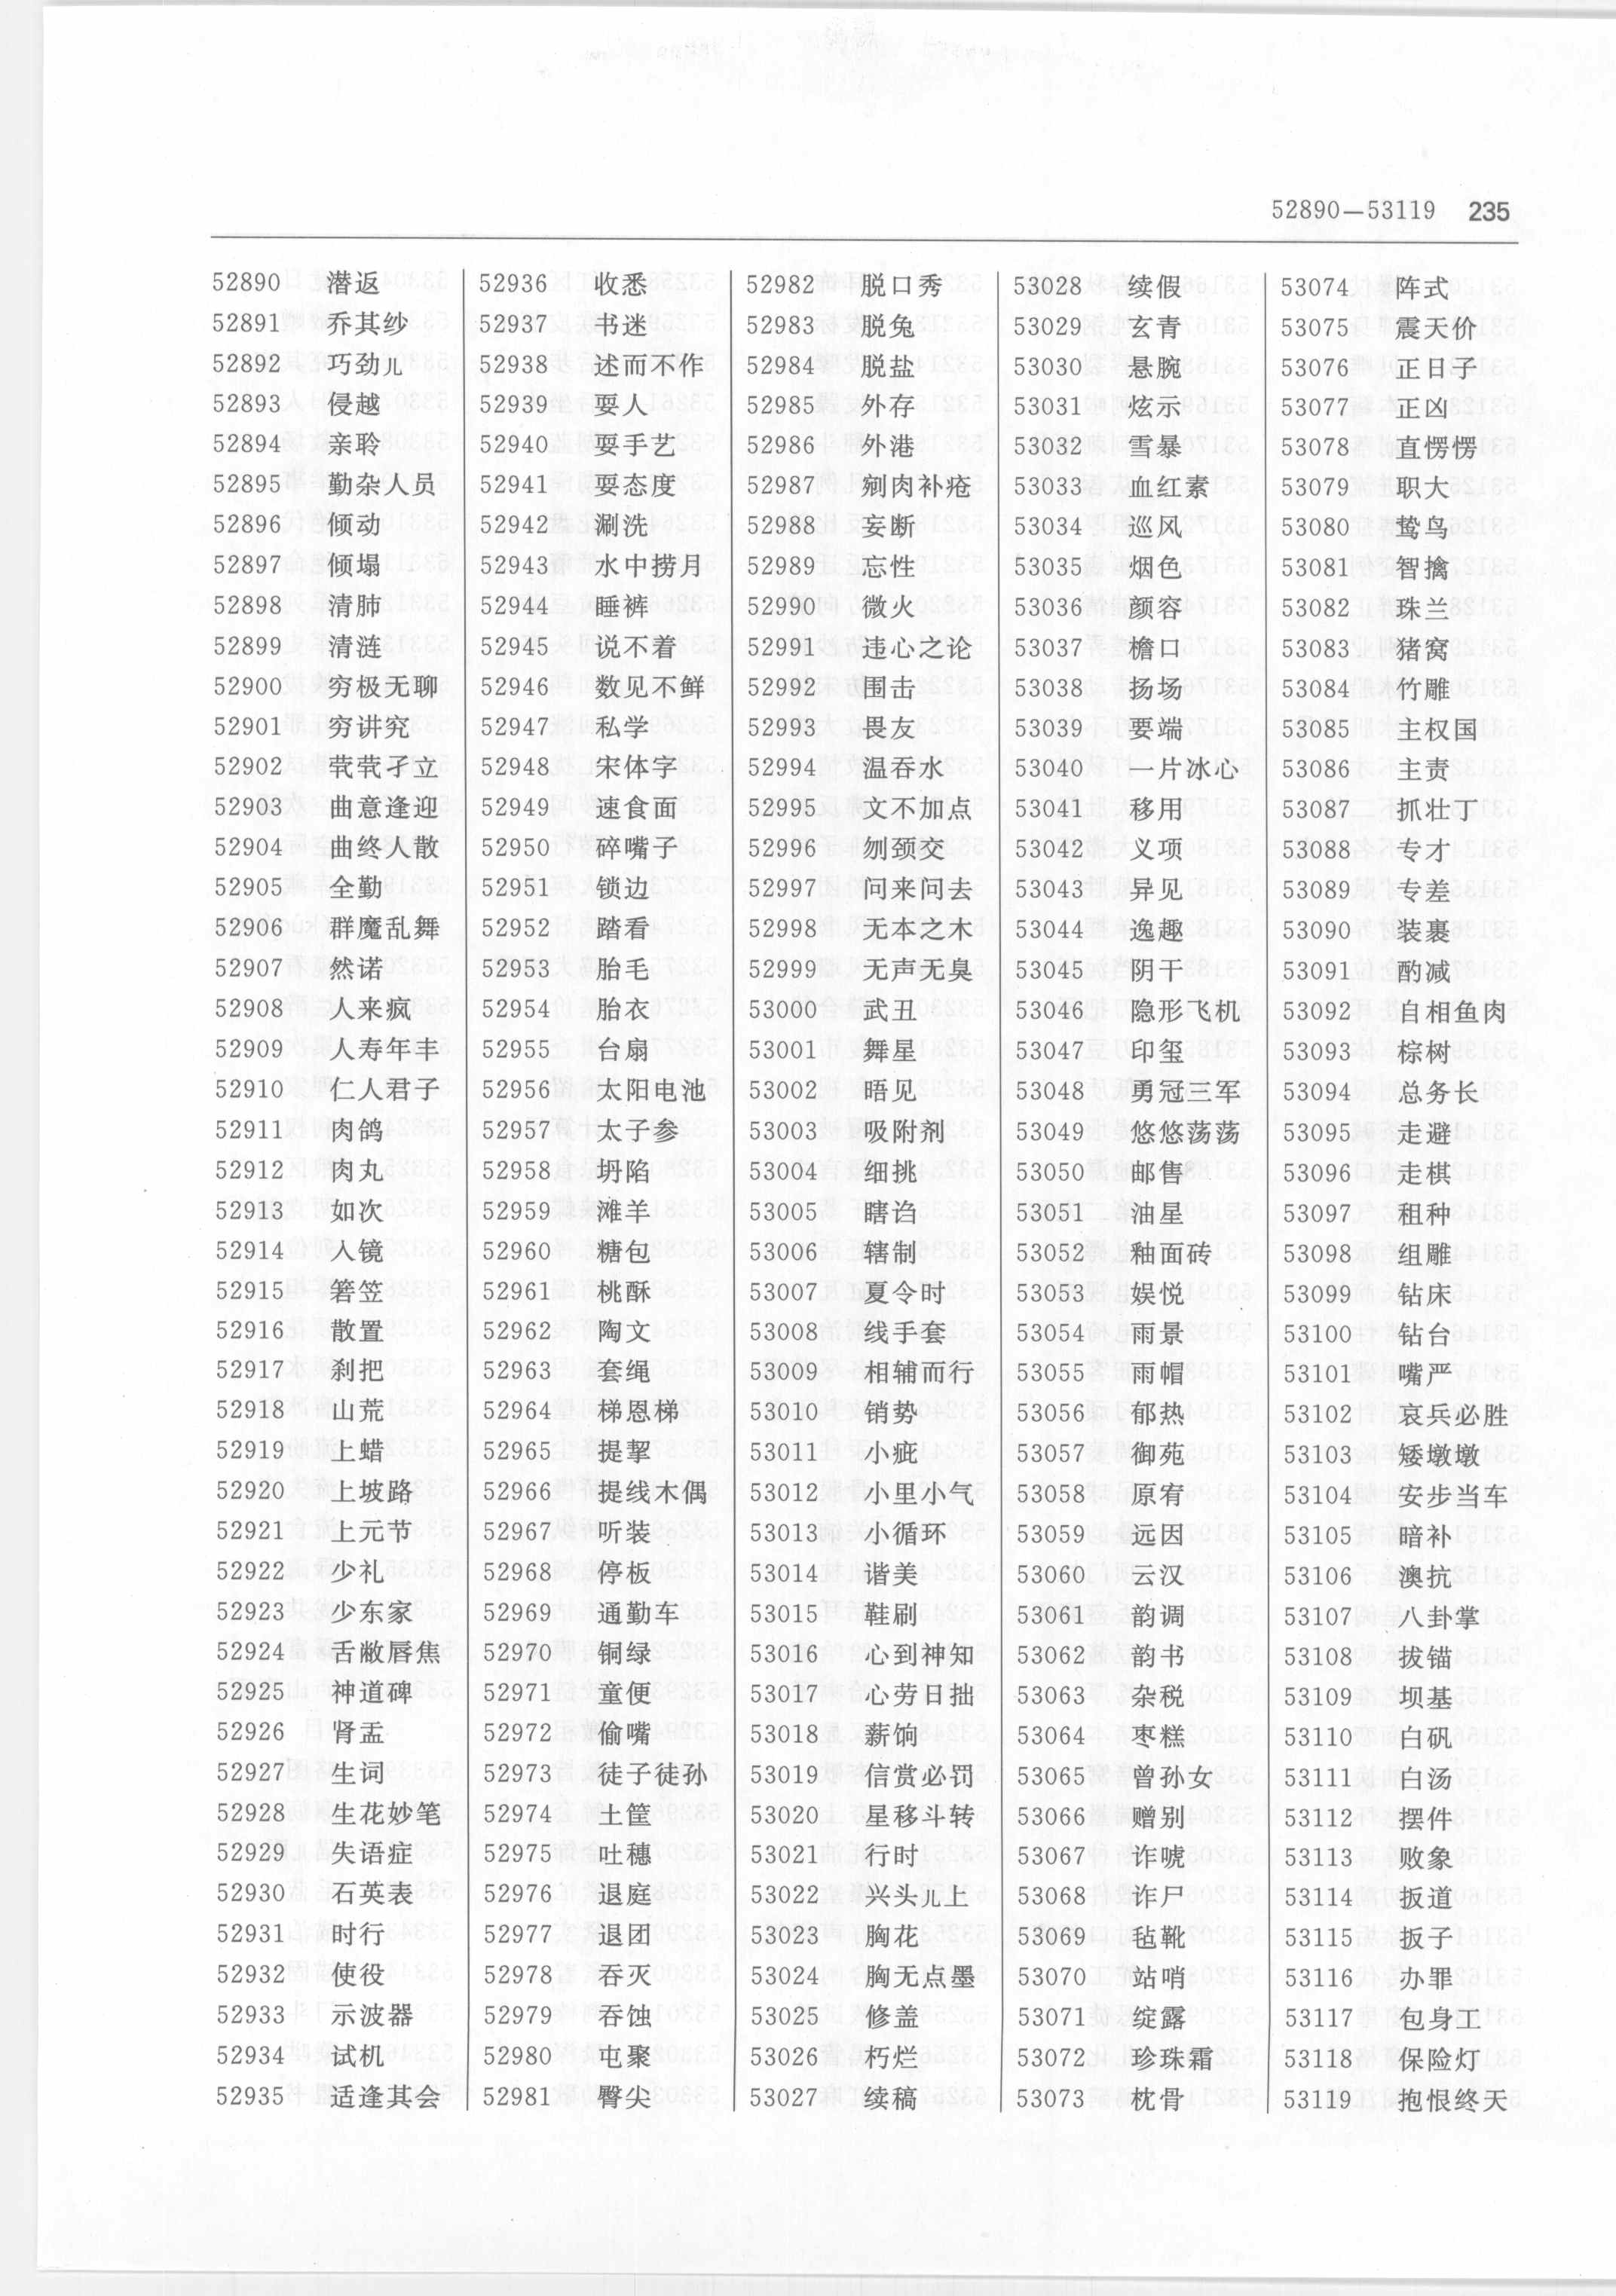 52890—53119 235
52890 潜返
52891 乔其纱
52892 巧劲儿
52893 侵越
52894 亲聆
52895 勤杂人员
52896 倾动
52897 倾塌
52898 清肺
52899 清涟
52900 穷极无聊
52901 穷讲究
52902 茕茕孑立
52903 曲意逢迎
52904 曲终人散
52905 全勤
52906 群魔乱舞
52907 然诺
52908 人来疯
52909 人寿年丰
52910 仁人君子
52911 肉鸽
52912 肉丸
52913 如次
52914 入镜
52915 箬笠
52916 散置
52917 刹把
52918 山荒
52919 上蜡
52920 上坡路
52921 上元节
52922 少礼
52923 少东家
52924 舌敝唇焦
52925 神道碑
52926 肾盂
52927 生词
52928 生花妙笔
52929 失语症
52930 石英表
52931 时行
52932 使役
52933 示波器
52934 试机
52935 适逢其会
52936 收悉
52937 书迷
52938 述而不作
52939 耍人
52940 耍手艺
52941 耍态度
52942 涮洗
52943 水中捞月
52944 睡裤
52945 说不着
52946 数见不鲜
52947 私学
52948 宋体字
52949 速食面
52950 碎嘴子
52951 锁边
52952 踏看
52953 胎毛
52954 胎衣
52955 台扇
52956 太阳电池
52957 太子参
52958 坍陷
52959 滩羊
52960 糖包
52961 桃酥
52962 陶文
52963 套绳
52964 梯恩梯
52965 提挈
52966 提线木偶
52967 听装
52968 停板
52969 通勤车
52970 铜绿
52971 童便
52972 偷嘴
52973 徒子徒孙
52974 土筐
52975 吐穗
52976 退庭
52977 退团
52978 吞灭
52979 吞蚀
52980 屯聚
52981 臀尖
52982 脱口秀
52983 脱兔
52984 脱盐
52985 外存
52986 外港
52987 剜肉补疮
52988 妄断
52989 忘性
52990 微火
52991 违心之论
52992 围击
52993 畏友
52994 温吞水
52995 文不加点
52996 刎颈交
52997 问来问去
52998 无本之木
52999 无声无臭
53000 武丑
53001 舞星
53002 晤见
53003 吸附剂
53004 细挑
53005 瞎诌
53006 辖制
53007 夏令时
53008 线手套
53009 相辅而行
53010 销势
53011 小疵
53012 小里小气
53013 小循环
53014 谐美
53015 鞋刷
53016 心到神知
53017 心劳日拙
53018 薪饷
53019 信赏必罚
53020 星移斗转
53021 行时
53022 兴头儿上
53023 胸花
53024 胸无点墨
53025 修盖
53026 朽烂
53027 续稿
53028 续假
53029 玄青
53030 悬腕
53031 炫示
53032 雪暴
53033 血红素
53034 巡风
53035 烟色
53036 颜容
53037 檐口
53038 扬场
53039 要端
53040 一片冰心
53041 移用
53042 义项
53043 异见
53044 逸趣
53045 阴干
53046 隐形飞机
53047 印玺
53048 勇冠三军
53049 悠悠荡荡
53050 邮售
53051 油星
53052 釉面砖
53053 娱悦
53054 雨景
53055 雨帽
53056 郁热
53057 御苑
53058 原宥
53059 远因
53060 云汉
53061 韵调
53062 韵书
53063 杂税
53064 枣糕
53065 曾孙女
53066 赠别
53067 诈唬
53068 诈尸
53069 毡靴
53070 站哨
53071 绽露
53072 珍珠霜
53073 枕骨
53074 阵式
53075 震天价
53076 正日子
53077 正凶
53078 直愣愣
53079 职大
53080 鸷鸟
53081 智擒
53082 珠兰
53083 猪窝
53084 竹雕
53085 主权国
53086 主责
53087 抓壮丁
53088 专才
53089 专差
53090 装裹
53091 酌减
53092 自相鱼肉
53093 棕树
53094 总务长
53095 走避
53096 走棋
53097 租种
53098 组雕
53099 钻床
53100 钻台
53101 嘴严
53102 哀兵必胜
53103 矮墩墩
53104 安步当车
53105 暗补
53106 澳抗
53107 八卦掌
53108 拔锚
53109 坝基
53110 白矾
53111 白汤
53112 摆件
53113 败象
53114 扳道
53115 扳子
53116 办罪
53117 包身工
53118 保险灯
53119 抱恨终天